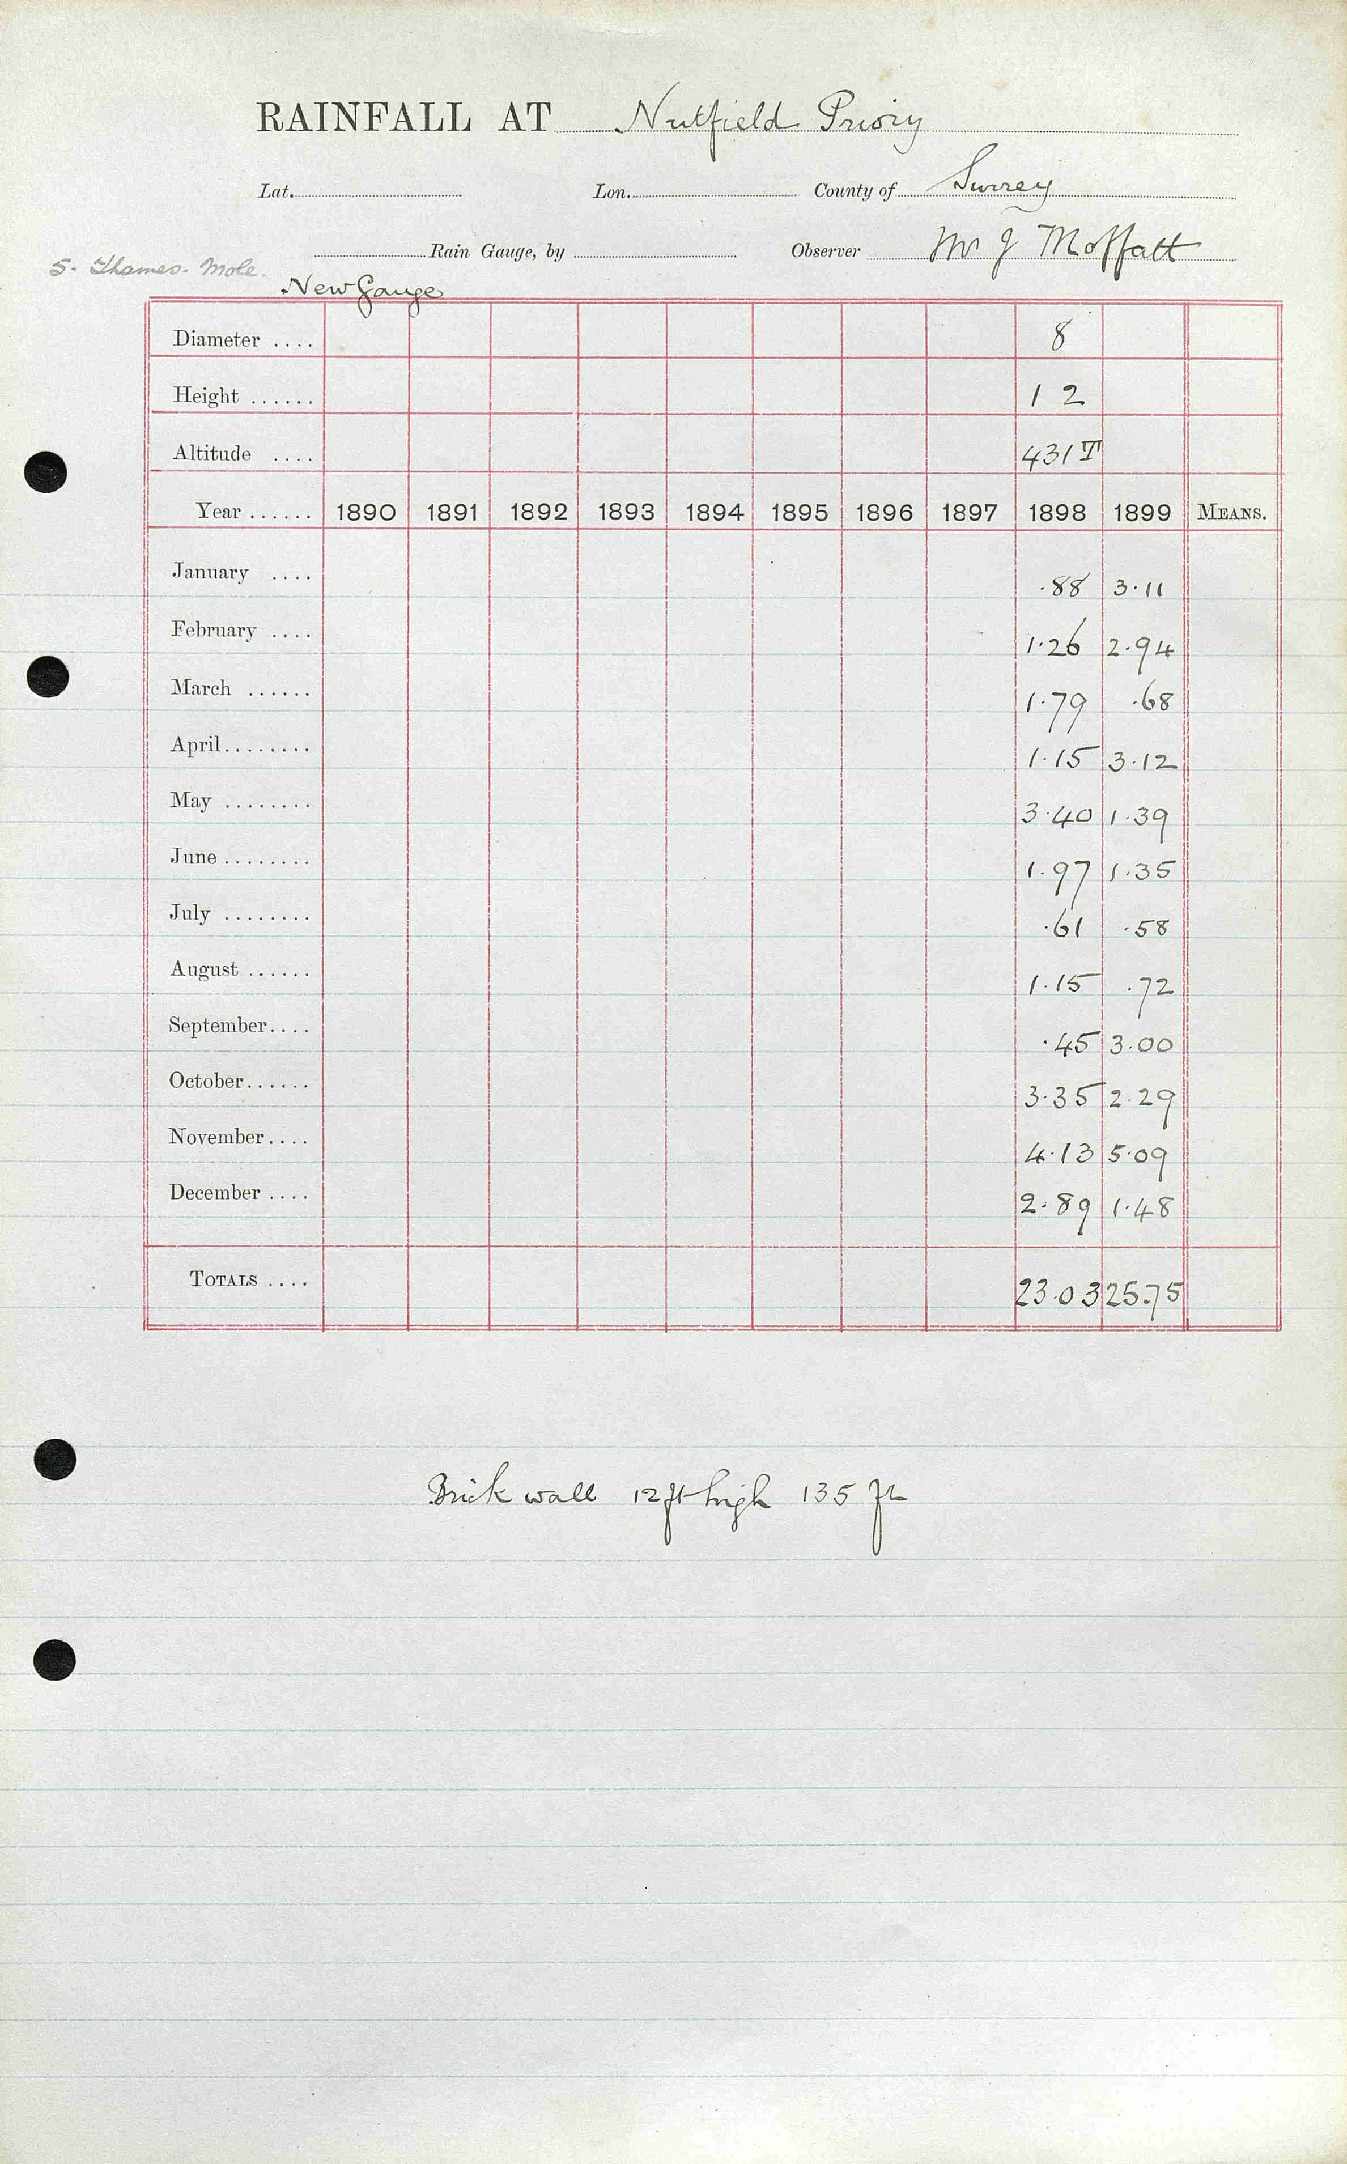 RAINFALL AT Nutfield Priory
Lat. Lon. County of Surrey
Rain Gauge, by Observer Mr J Moffatt
S. Thames. Mole.
New Gauge
Diameter .... 8
Height ...... 1 2
Altitude .... 431 T
Year ...... 1890 1891 1892 1893 1894 1895 1896 1897 1898 1899 MEANS.
January .... .88 3.11
February .... 1.26 2.94
March ...... 1.79 .68
April ........ 1.15 3.12
May ........ 3.40 1.39
June ........ 1.97 1.35
July ........ .61 .58
August ...... 1.15 .72
September .... .45 3.00
October ...... 3.35 2.29
November .... 4.13 5.09
December .... 2.89 1.48
TOTALS .... 23.03 25.75
Brick wall 12 ft high 135 ft